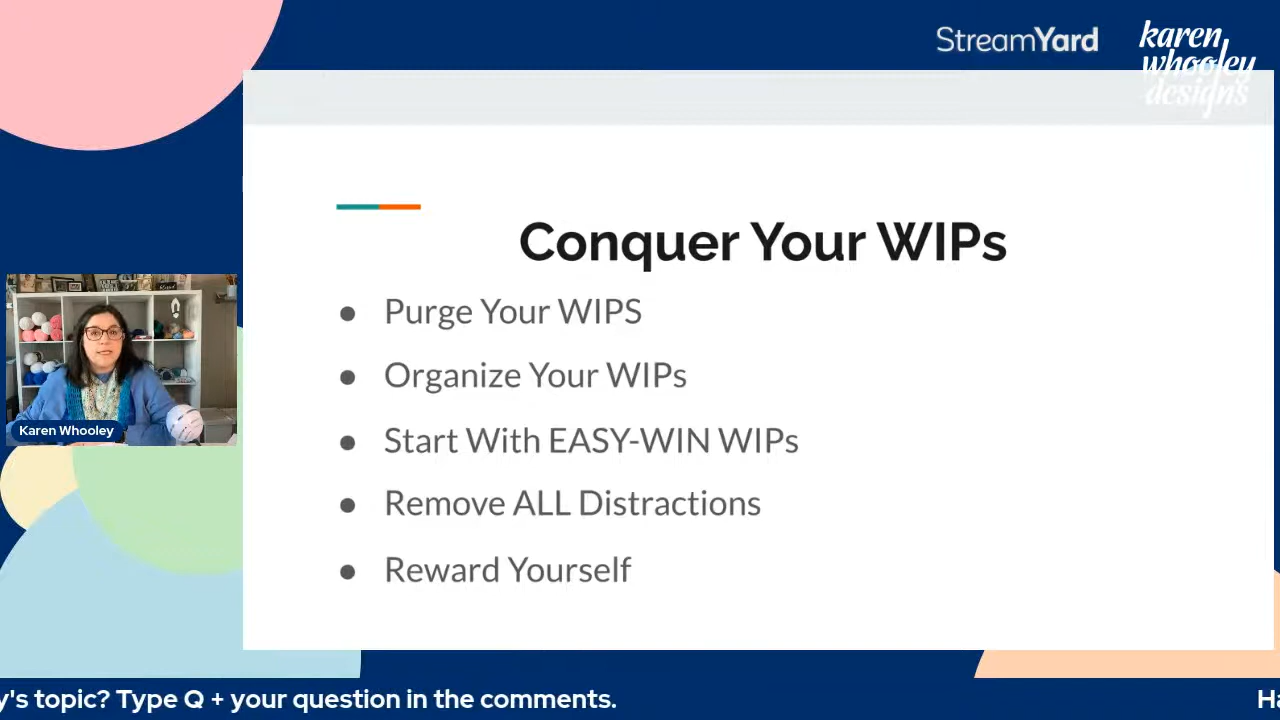 StreamYard
karen
whooley
designs
Conquer Your WIPs
● Purge Your WIPS
● Organize Your WIPs
● Start With EASY-WIN WIPs
● Remove ALL Distractions
● Reward Yourself
Karen Whooley
y's topic? Type Q + your question in the comments.
Ha